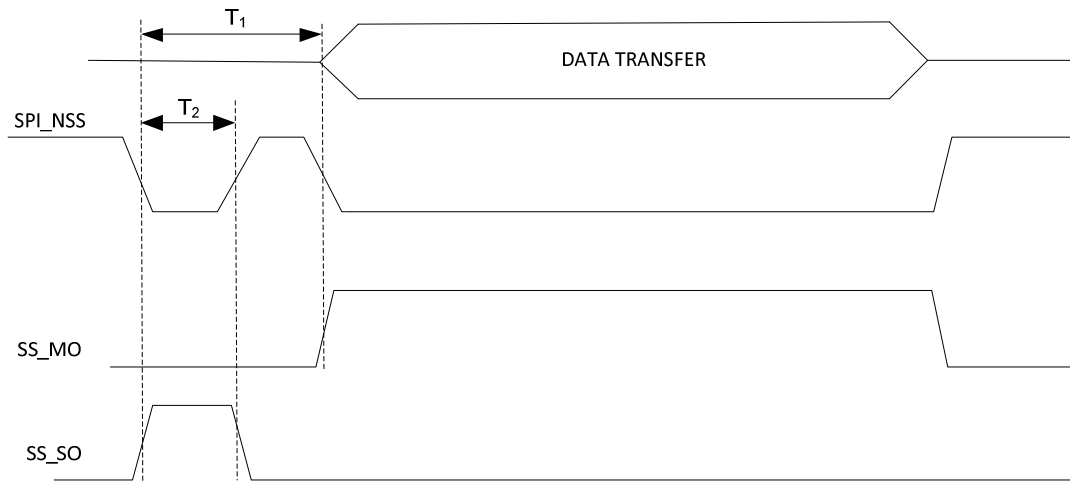 T₁
DATA TRANSFER
T₂
SPI_NSS
SS_MO
SS_SO